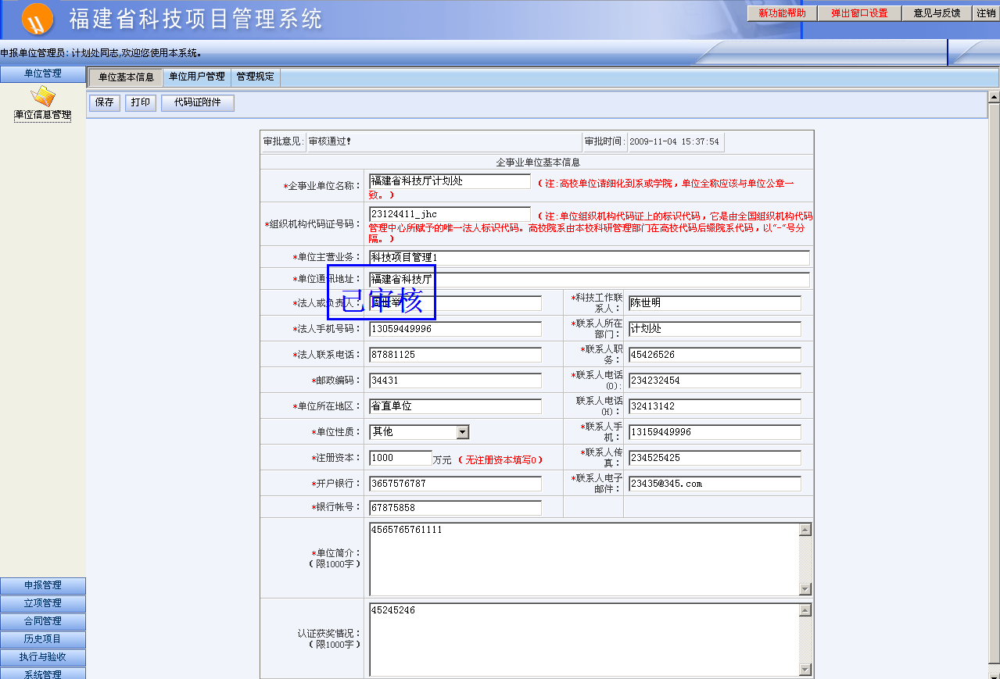 福建省科技项目管理系统
新功能帮助 弹出窗口设置 意见与反馈 注销
申报单位管理员: 计划处同志,欢迎您使用本系统。
单位管理 单位基本信息 单位用户管理 管理规定
保存 打印 代码证附件
单位信息管理
审批意见: 审核通过! 审批时间: 2009-11-04 15:37:54
企事业单位基本信息
*企事业单位名称: 福建省科技厅计划处 (注:高校单位请细化到系或学院,单位全称应该与单位公章一
致。)
*组织机构代码证号码: 23124411_jhc (注:单位组织机构代码证上的标识代码,它是由全国组织机构代码
管理中心所赋予的唯一法人标识代码。高校院系由本校科研管理部门在高校代码后缀院系代码,以"-"号分
隔。)
*单位主营业务: 科技项目管理1
*单位通讯地址: 福建省科技厅
已审核
*法人或负责人: 世举 *科技工作联
系人: 陈世明
*法人手机号码: 13059449996 *联系人所在
部门: 计划处
*法人联系电话: 87881125 *联系人职
务: 45426526
*邮政编码: 34431 *联系人电话
(O): 234232454
*单位所在地区: 省直单位 联系人电话
(H): 32413142
*单位性质: 其他 *联系人手
机: 13159449996
*注册资本: 1000 万元 (无注册资本填写0) *联系人传
真: 234525425
*开户银行: 3657576787 *联系人电子
邮件: 23435@345.com
*银行帐号: 67875858
*单位简介:
(限1000字)
4565765761111
认证获奖情况:
(限1000字)
45245246
申报管理
立项管理
合同管理
历史项目
执行与验收
系统管理